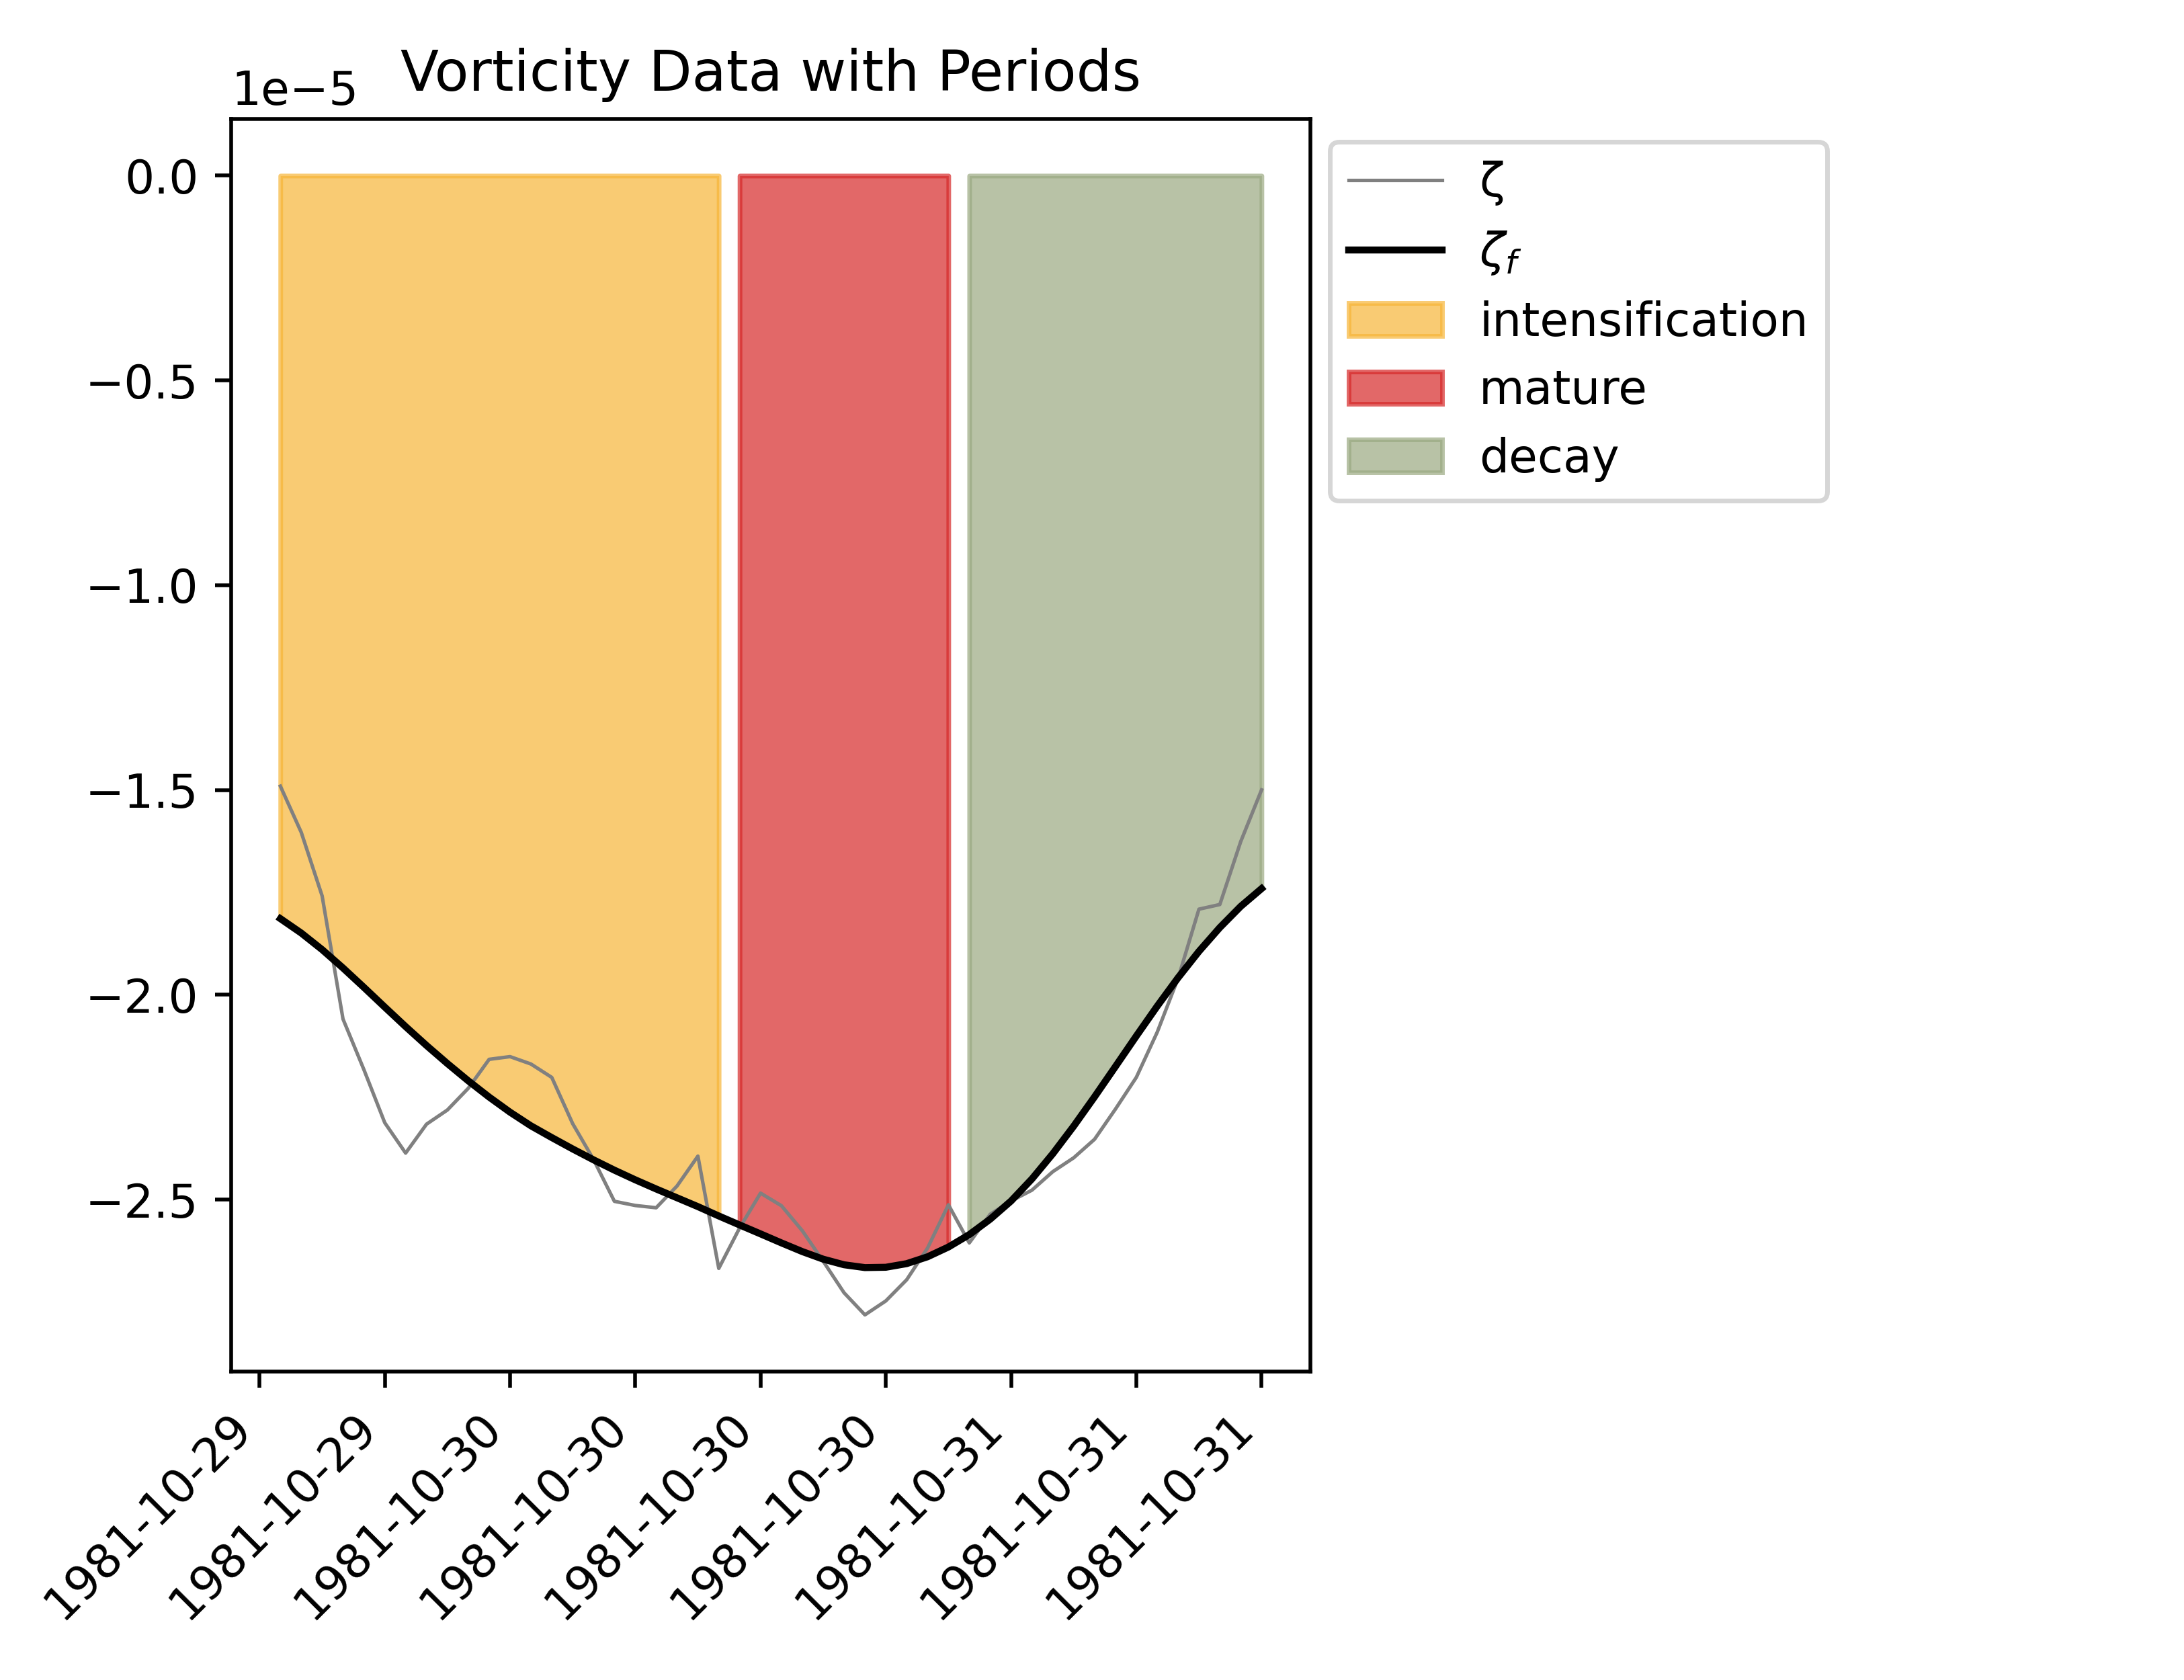 Vorticity Data with Periods
1e−5
0.0
−0.5
−1.0
−1.5
−2.0
−2.5
1981-10-29
1981-10-29
1981-10-30
1981-10-30
1981-10-30
1981-10-30
1981-10-31
1981-10-31
1981-10-31
ζ
ζf
intensification
mature
decay